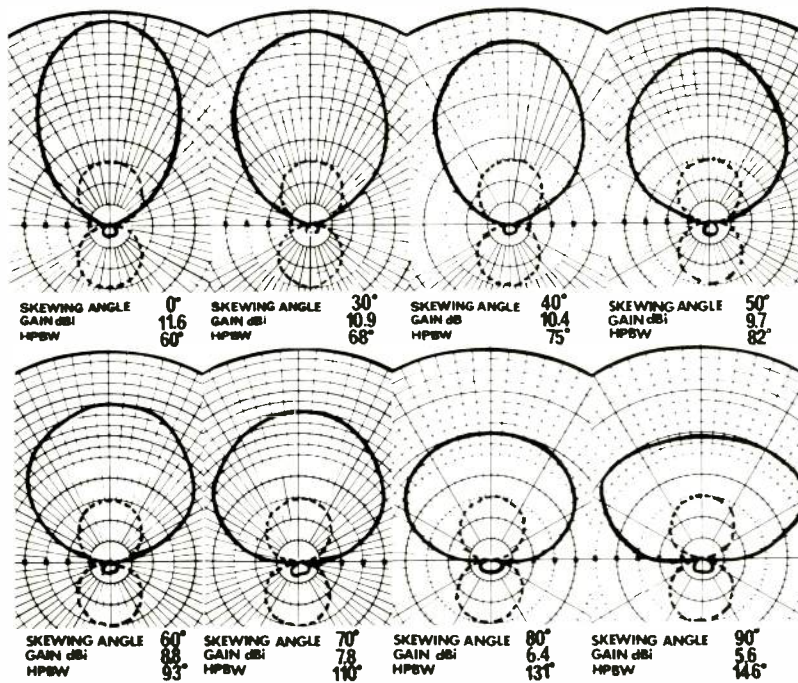 SKEWING ANGLE 0°
GAIN dBi 11.6
HPBW 60°
SKEWING ANGLE 30°
GAIN dBi 10.9
HPBW 68°
SKEWING ANGLE 40°
GAIN dB 10.4
HPBW 75°
SKEWING ANGLE 50°
GAIN dBi 9.7
HPBW 82°
SKEWING ANGLE 60°
GAIN dBi 8.8
HPBW 93°
SKEWING ANGLE 70°
GAIN dBi 7.8
HPBW 110°
SKEWING ANGLE 80°
GAIN dBi 6.4
HPBW 131°
SKEWING ANGLE 90°
GAIN dBi 5.6
HPBW 146°